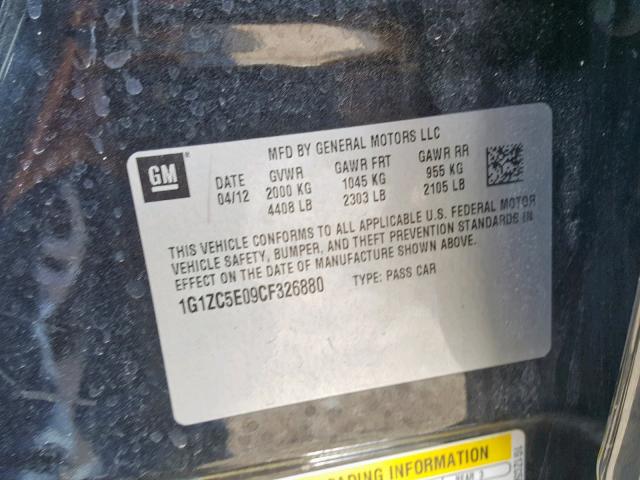 MFD BY GENERAL MOTORS LLC
GM
DATE GVWR GAWR FRT GAWR RR
04/12 2000 KG 1045 KG 955 KG
4408 LB 2303 LB 2105 LB
THIS VEHICLE CONFORMS TO ALL APPLICABLE U.S. FEDERAL MOTOR
VEHICLE SAFETY, BUMPER, AND THEFT PREVENTION STANDARDS IN
EFFECT ON THE DATE OF MANUFACTURE SHOWN ABOVE.
1G1ZC5E09CF326880 TYPE: PASS CAR
ADING INFORMATION
REAR